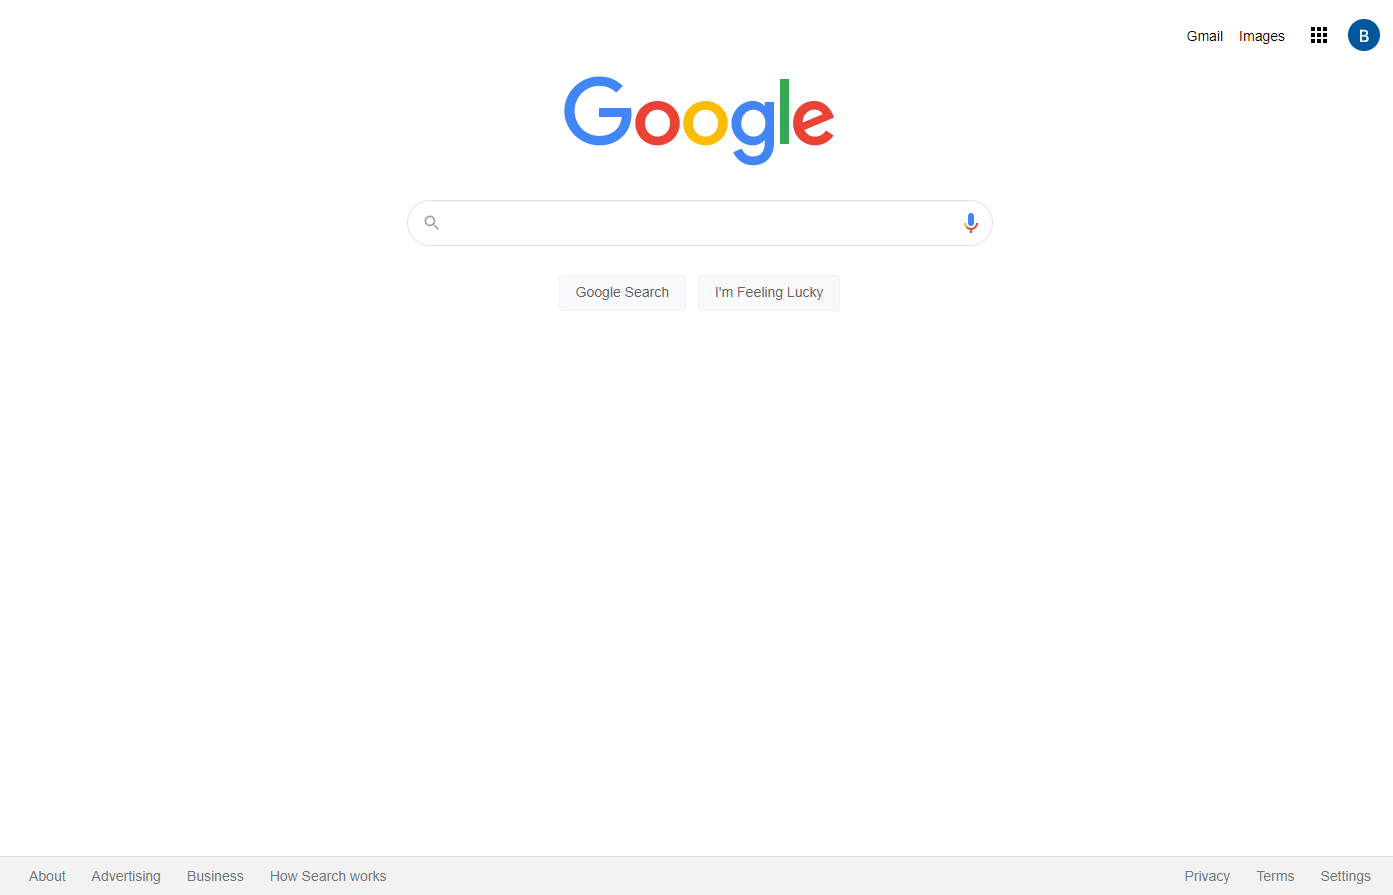 Gmail Images B
Google
Google Search I'm Feeling Lucky
About Advertising Business How Search works Privacy Terms Settings